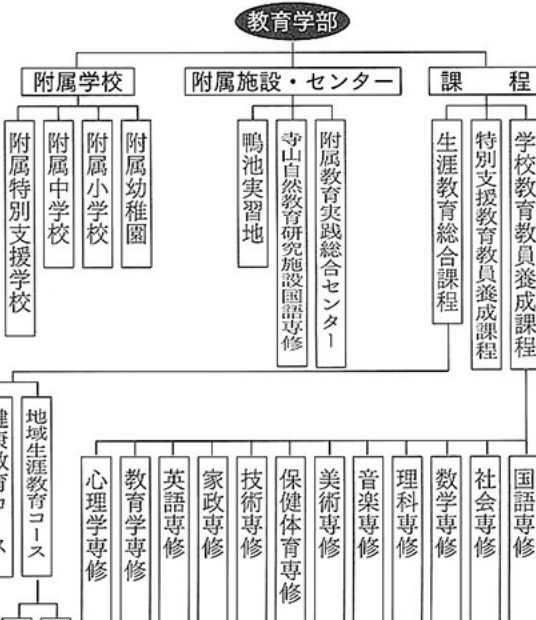 教育学部
課程
附属施設・センター
附属学校
学校教育教員養成課程
特別支援教育教員養成課程
生涯教育総合課程
附属教育実践総合センター
寺山自然教育研究施設国語専修
鴨池実習地
附属幼稚園
附属小学校
附属中学校
附属特別支援学校
国語専修
社会専修
数学専修
理科専修
音楽専修
美術専修
保健体育専修
技術専修
家政専修
英語専修
教育学専修
心理学専修
地域生涯教育コース
健康教育コース